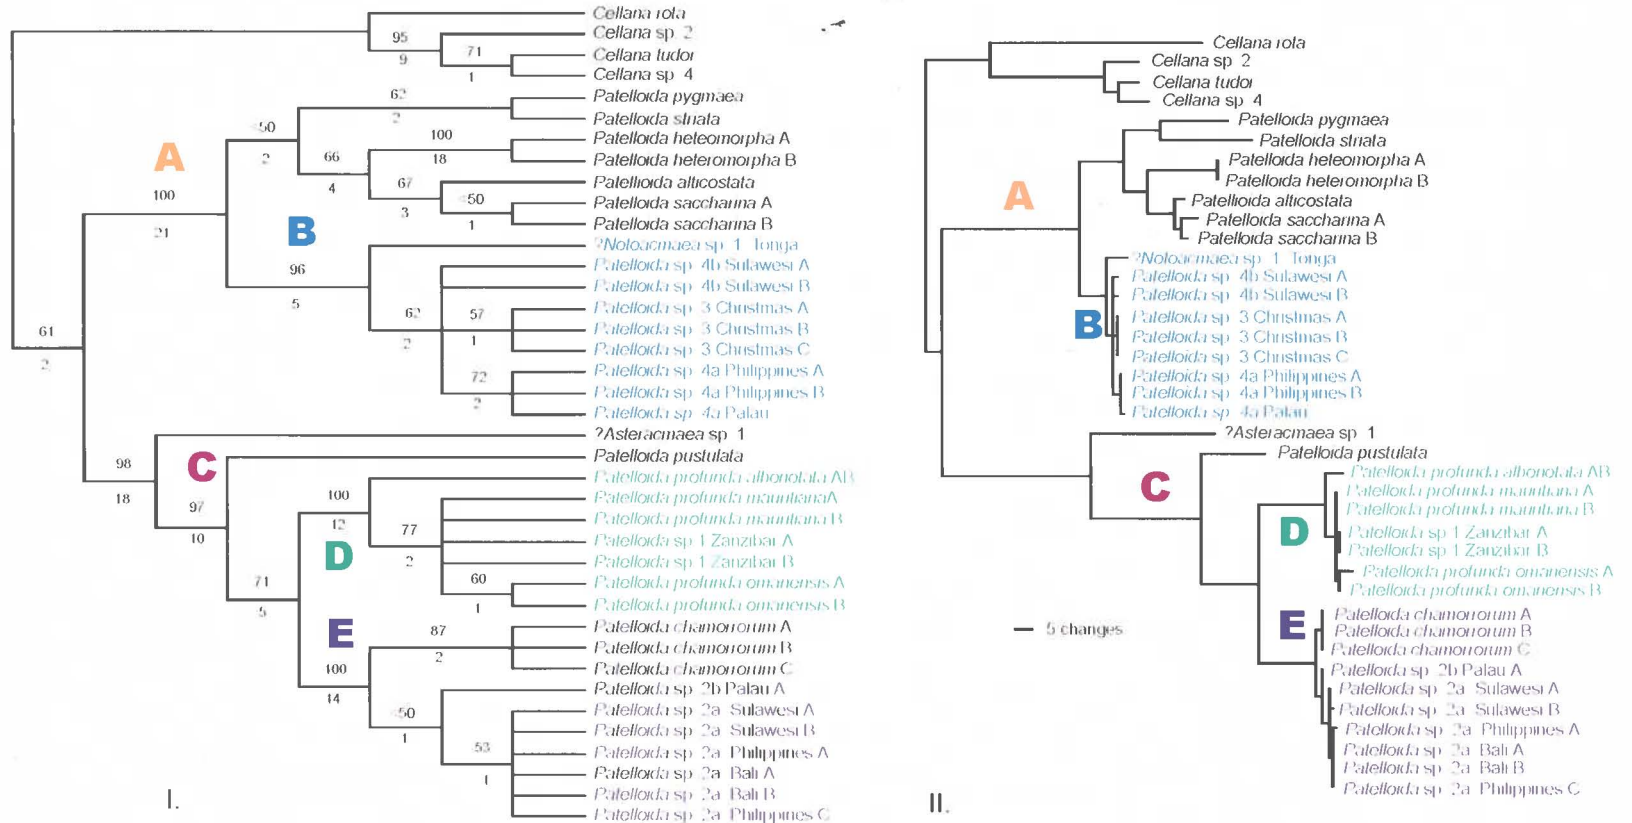 Cellana rota
95
Cellana sp. 2
9
71
Cellana tudor
1
Cellana sp 4
62
Patelloida pygmaea
2
Patelloida striata
<50
2
100
Patelloida heteomorpha A
18
Patelloida heteromorpha B
66
4
67
Patellioida alticostata
3
<50
Patelloida saccharina A
1
Patelloida saccharina B
A
100
21
B
96
5
?Notoacmaea sp. 1 Tonga
Patelloida sp 4b Sulawesi A
Patelloida sp 4b Sulawesi B
62
2
57
1
Patelloida sp 3 Christmas A
Patelloida sp 3 Christmas B
Patelloida sp 3 Christmas C
72
2
Patelloida sp 4a Philippines A
Patelloida sp 4a Philippines B
Patelloida sp 4a Palau
61
2
98
18
?Asteracmaea sp 1
C
97
10
Patelloida pustulata
100
12
Patelloida profunda albonotata AB
Patelloida profunda mauritianaA
Patelloida profunda mauritiana B
77
2
Patelloida sp 1 Zanzibar A
Patelloida sp 1 Zanzibar B
D
71
5
60
1
Patelloida profunda omanensis A
Patelloida profunda omanensis B
E
100
14
87
2
Patelloida chamorrorum A
Patelloida chamorrorum B
Patelloida chamorrorum C
<50
1
Patelloida sp 2b Palau A
53
1
Patelloida sp 2a Sulawesi A
Patelloida sp 2a Sulawesi B
Patelloida sp 2a Philippines A
Patelloida sp 2a Bali A
Patelloida sp 2a Bali B
Patelloida sp 2a Philippines C
I.
Cellana rota
Cellana sp 2
Cellana tudor
Cellana sp 4
Patelloida pygmaea
Patelloida striata
Patelloida heteomorpha A
Patelloida heteromorpha B
Patellioida alticostata
Patelloida saccharina A
Patelloida saccharina B
A
?Notoacmaea sp 1 Tonga
Patelloida sp 4b Sulawesi A
Patelloida sp 4b Sulawesi B
Patelloida sp 3 Christmas A
Patelloida sp 3 Christmas B
Patelloida sp 3 Christmas C
B
Patelloida sp 4a Philippines A
Patelloida sp 4a Philippines B
Patelloida sp 4a Palau
?Asteracmaea sp 1
Patelloida pustulata
C
Patelloida profunda albonotata AB
Patelloida profunda mauritiana A
Patelloida profunda mauritiana B
D
Patelloida sp 1 Zanzibar A
Patelloida sp 1 Zanzibar B
Patelloida profunda omanensis A
Patelloida profunda omanensis B
E
Patelloida chamorrorum A
Patelloida chamorrorum B
Patelloida chamorrorum C
Patelloida sp 2b Palau A
Patelloida sp 2a Sulawesi A
Patelloida sp 2a Sulawesi B
Patelloida sp 2a Philippines A
Patelloida sp 2a Bali A
Patelloida sp 2a Bali B
Patelloida sp 2a Philippines C
5 changes
II.